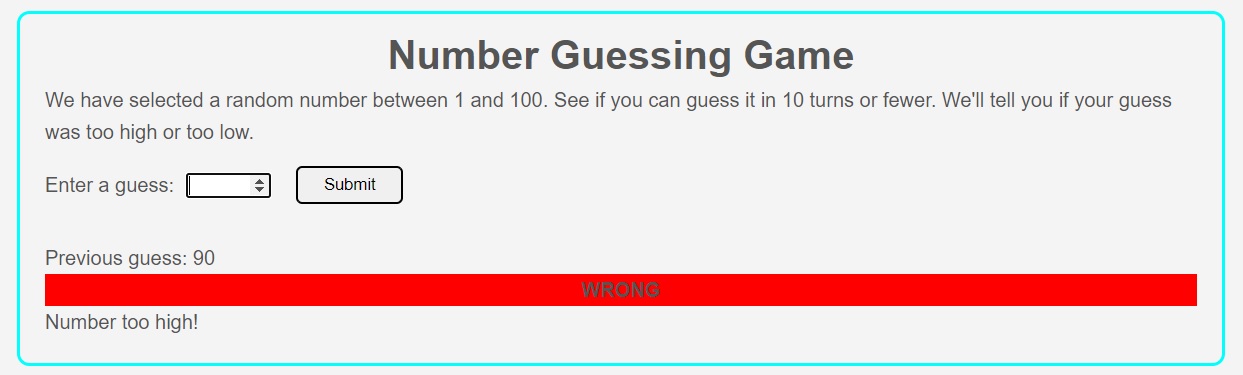 Number Guessing Game
We have selected a random number between 1 and 100. See if you can guess it in 10 turns or fewer. We'll tell you if your guess
was too high or too low.
Enter a guess: Submit
Previous guess: 90
WRONG
Number too high!